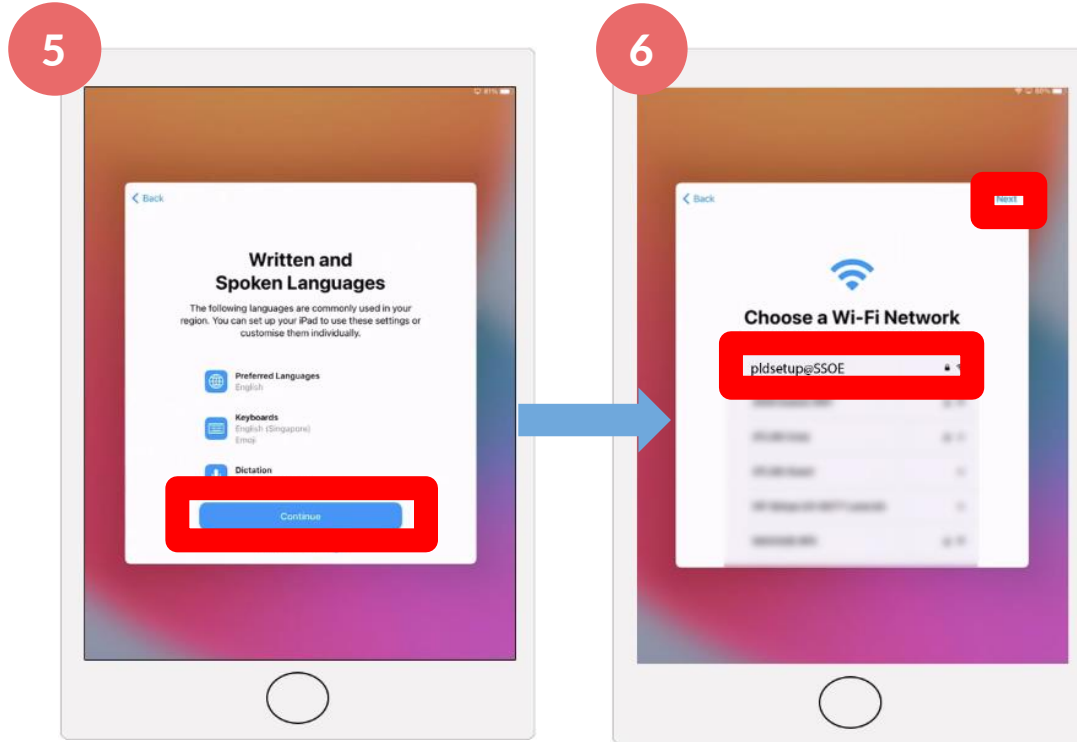 5
81%
Back
Written and
Spoken Languages
The following languages are commonly used in your
region. You can set up your iPad to use these settings or
customise them individually.
Preferred Languages
English
Keyboards
English (Singapore)
Emoji
Dictation
Continue
6
Back
Next
Choose a Wi-Fi Network
pldsetup@SSOE